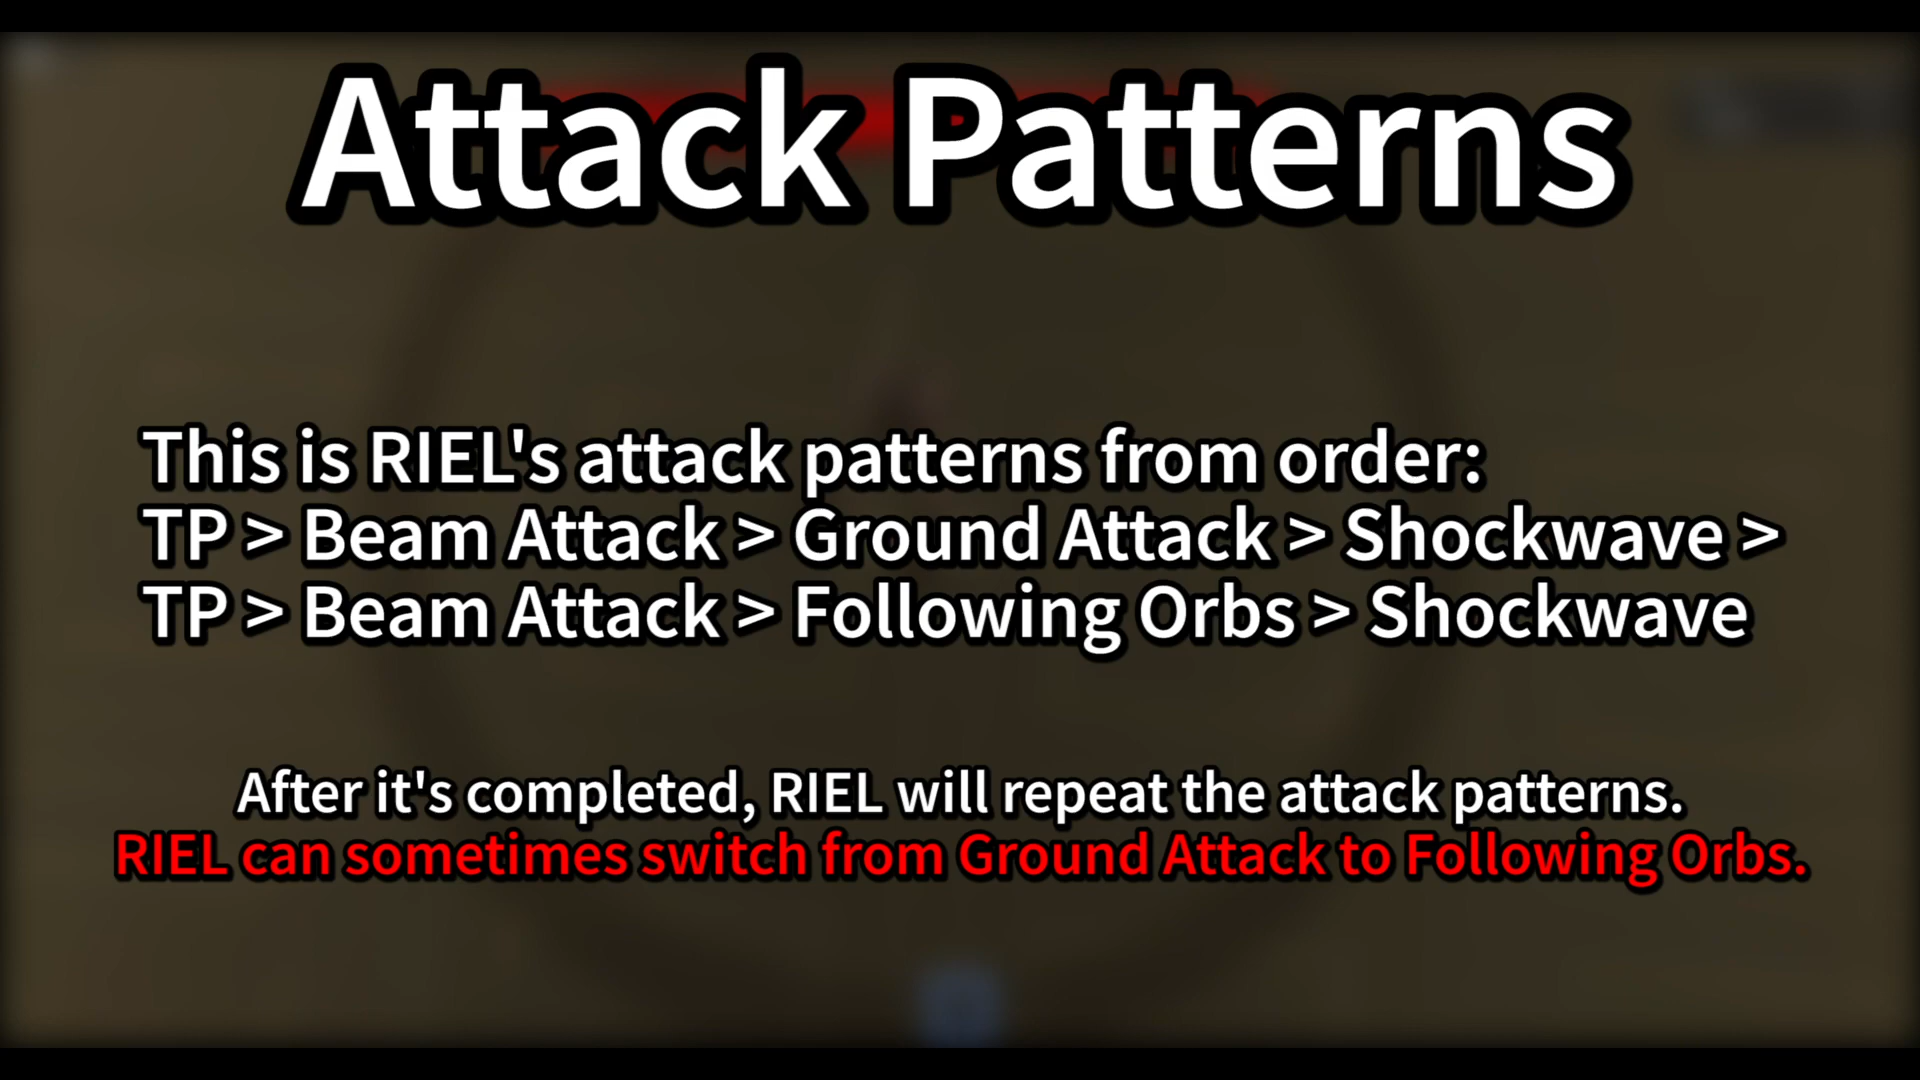 Attack Patterns
This is RIEL's attack patterns from order:
TP > Beam Attack > Ground Attack > Shockwave >
TP > Beam Attack > Following Orbs > Shockwave
After it's completed, RIEL will repeat the attack patterns.
RIEL can sometimes switch from Ground Attack to Following Orbs.